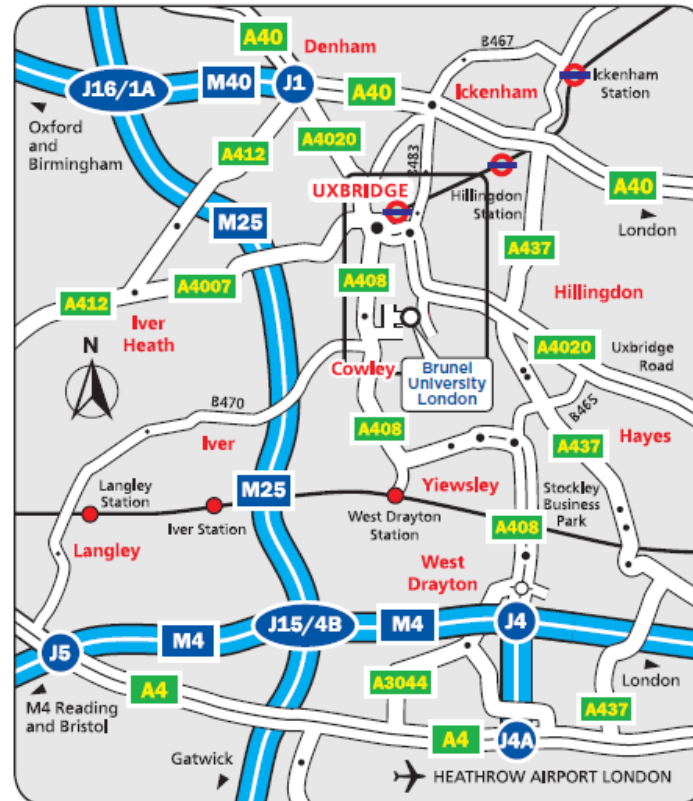 A40
Denham
B467
J16/1A
M40
J1
A40
Ickenham
Ickenham
Station
Oxford
and Birmingham
A412
A4020
B483
UXBRIDGE
Hillingdon
Station
A40
London
M25
A437
A408
Hillingdon
A412
A4007
Iver
Heath
N
A4020
Uxbridge
Road
Cowley
Brunel
University
London
B470
B465
A408
A437
Hayes
Iver
M25
Langley
Station
Iver Station
Yiewsley
West Drayton
Station
Stockley
Business
Park
A408
Langley
West
Drayton
J15/4B
M4
J4
M4
J5
A4
A3044
London
M4 Reading
and Bristol
A437
A4
J4A
Gatwick
HEATHROW AIRPORT LONDON